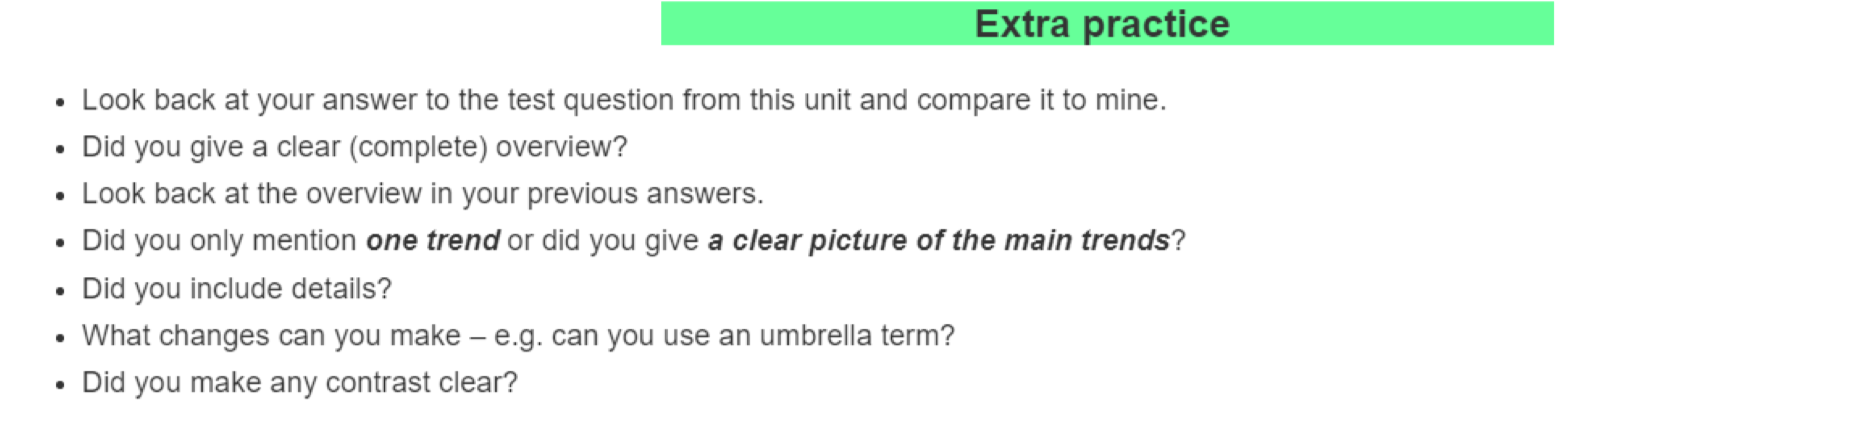 Extra practice
• Look back at your answer to the test question from this unit and compare it to mine.
• Did you give a clear (complete) overview?
• Look back at the overview in your previous answers.
• Did you only mention one trend or did you give a clear picture of the main trends?
• Did you include details?
• What changes can you make – e.g. can you use an umbrella term?
• Did you make any contrast clear?